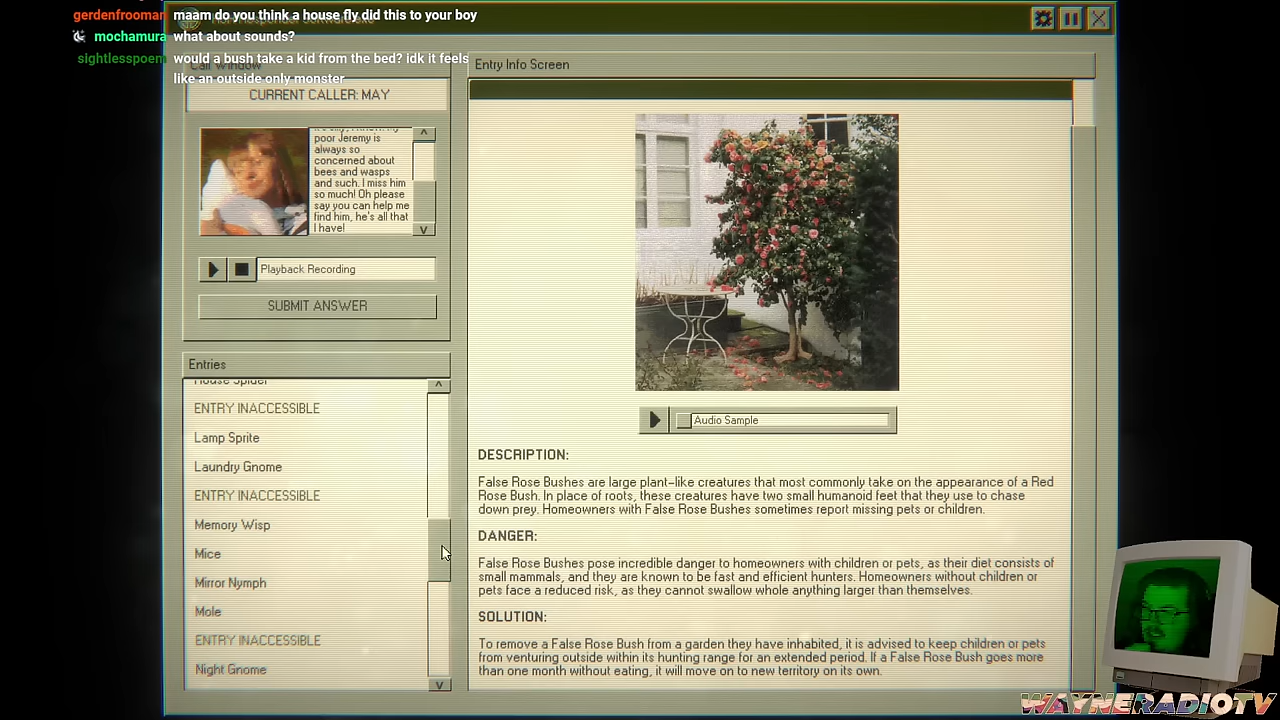 gerdenfrooman maam do you think a house fly did this to your boy
mochamura what about sounds?
sightlesspoem would a bush take a kid from the bed? idk it feels
like an outside only monster
Call Window
CURRENT CALLER: MAY
poor Jeremy is
always so
concerned about
bees and wasps
and such. I miss him
so much! Oh please
say you can help me
find him, he's all that
I have!
Playback Recording
SUBMIT ANSWER
Entries
House Spider
ENTRY INACCESSIBLE
Lamp Sprite
Laundry Gnome
ENTRY INACCESSIBLE
Memory Wisp
Mice
Mirror Nymph
Mole
ENTRY INACCESSIBLE
Night Gnome
Entry Info Screen
Audio Sample
DESCRIPTION:
False Rose Bushes are large plant-like creatures that most commonly take on the appearance of a Red
Rose Bush. In place of roots, these creatures have two small humanoid feet that they use to chase
down prey. Homeowners with False Rose Bushes sometimes report missing pets or children.
DANGER:
False Rose Bushes pose incredible danger to homeowners with children or pets, as their diet consists of
small mammals, and they are known to be fast and efficient hunters. Homeowners without children or
pets face a reduced risk, as they cannot swallow whole anything larger than themselves.
SOLUTION:
To remove a False Rose Bush from a garden they have inhabited, it is advised to keep children or pets
from venturing outside within its hunting range for an extended period. If a False Rose Bush goes more
than one month without eating, it will move on to new territory on its own.
WAYNERADIOTV